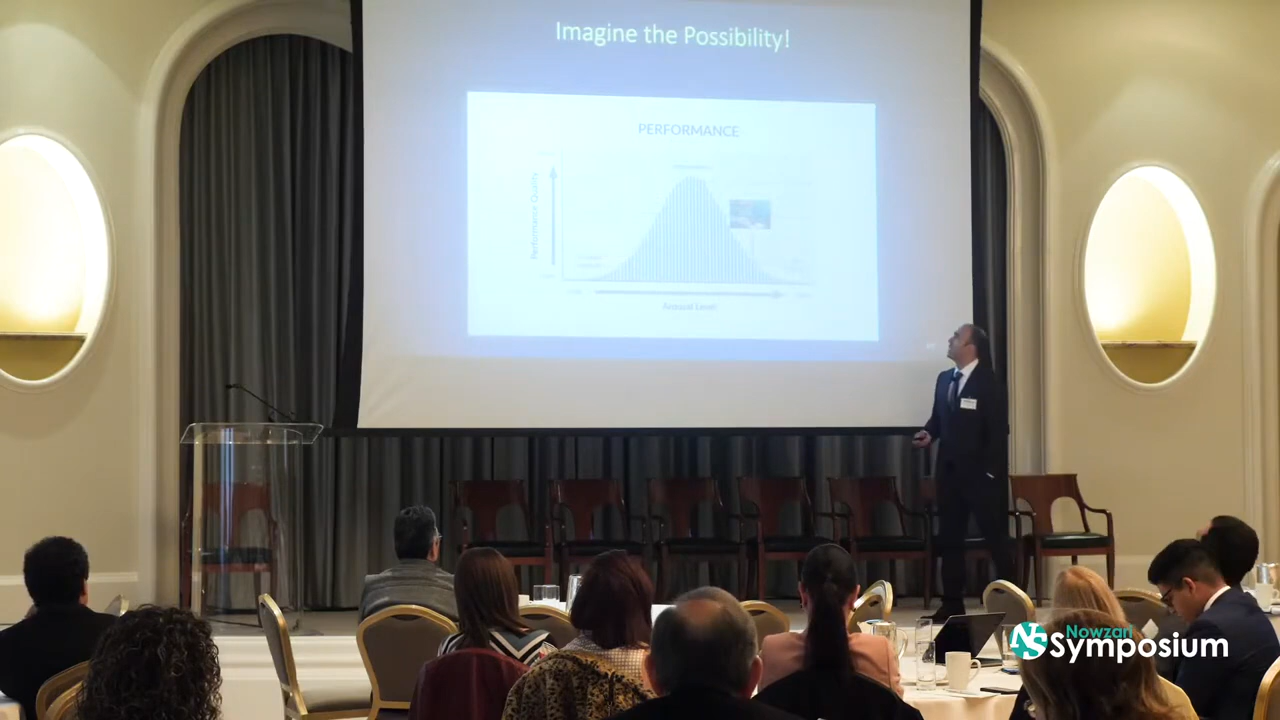 Imagine the Possibility!
PERFORMANCE
Performance Quality
Arousal Level
Nowzari
NS Symposium